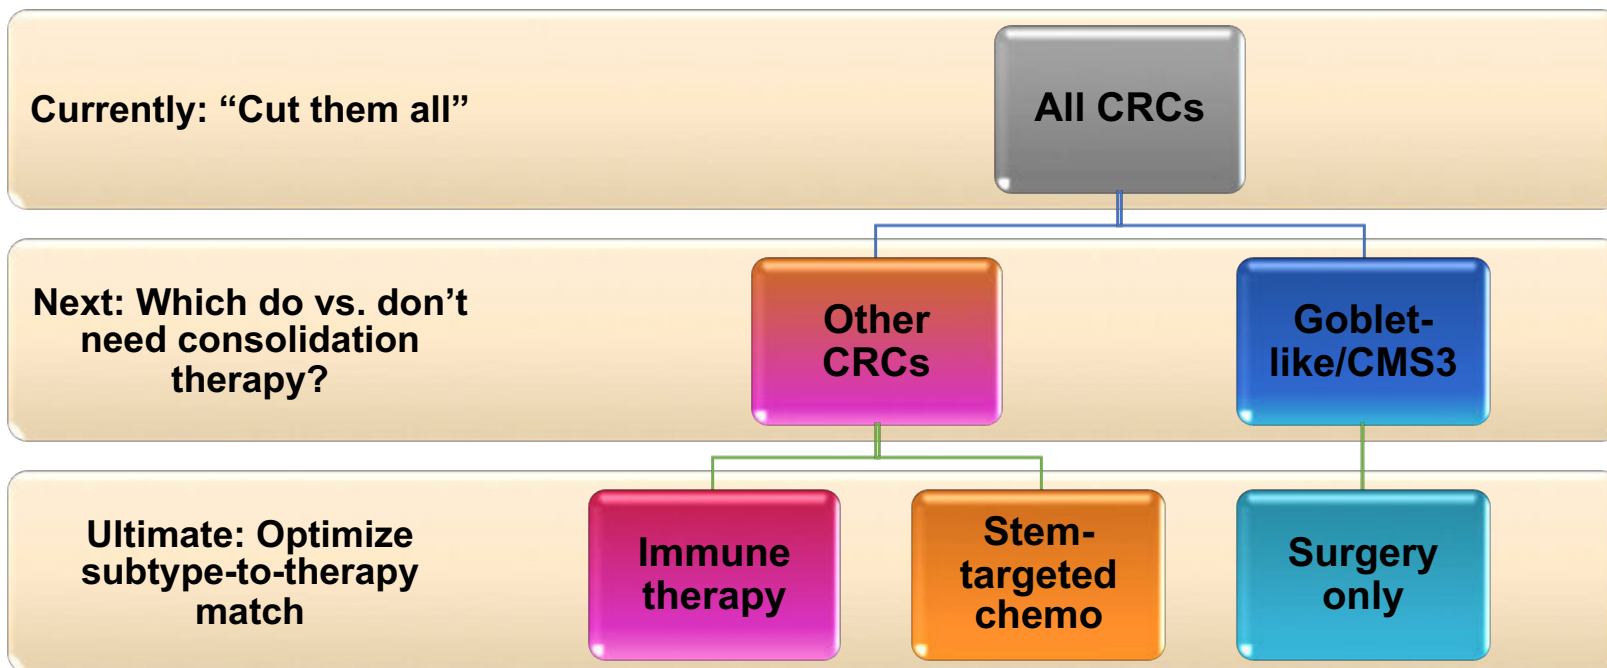 Currently: “Cut them all”
All CRCs
Next: Which do vs. don’t
need consolidation
therapy?
Other
CRCs
Goblet-
like/CMS3
Ultimate: Optimize
subtype-to-therapy
match
Immune
therapy
Stem-
targeted
chemo
Surgery
only